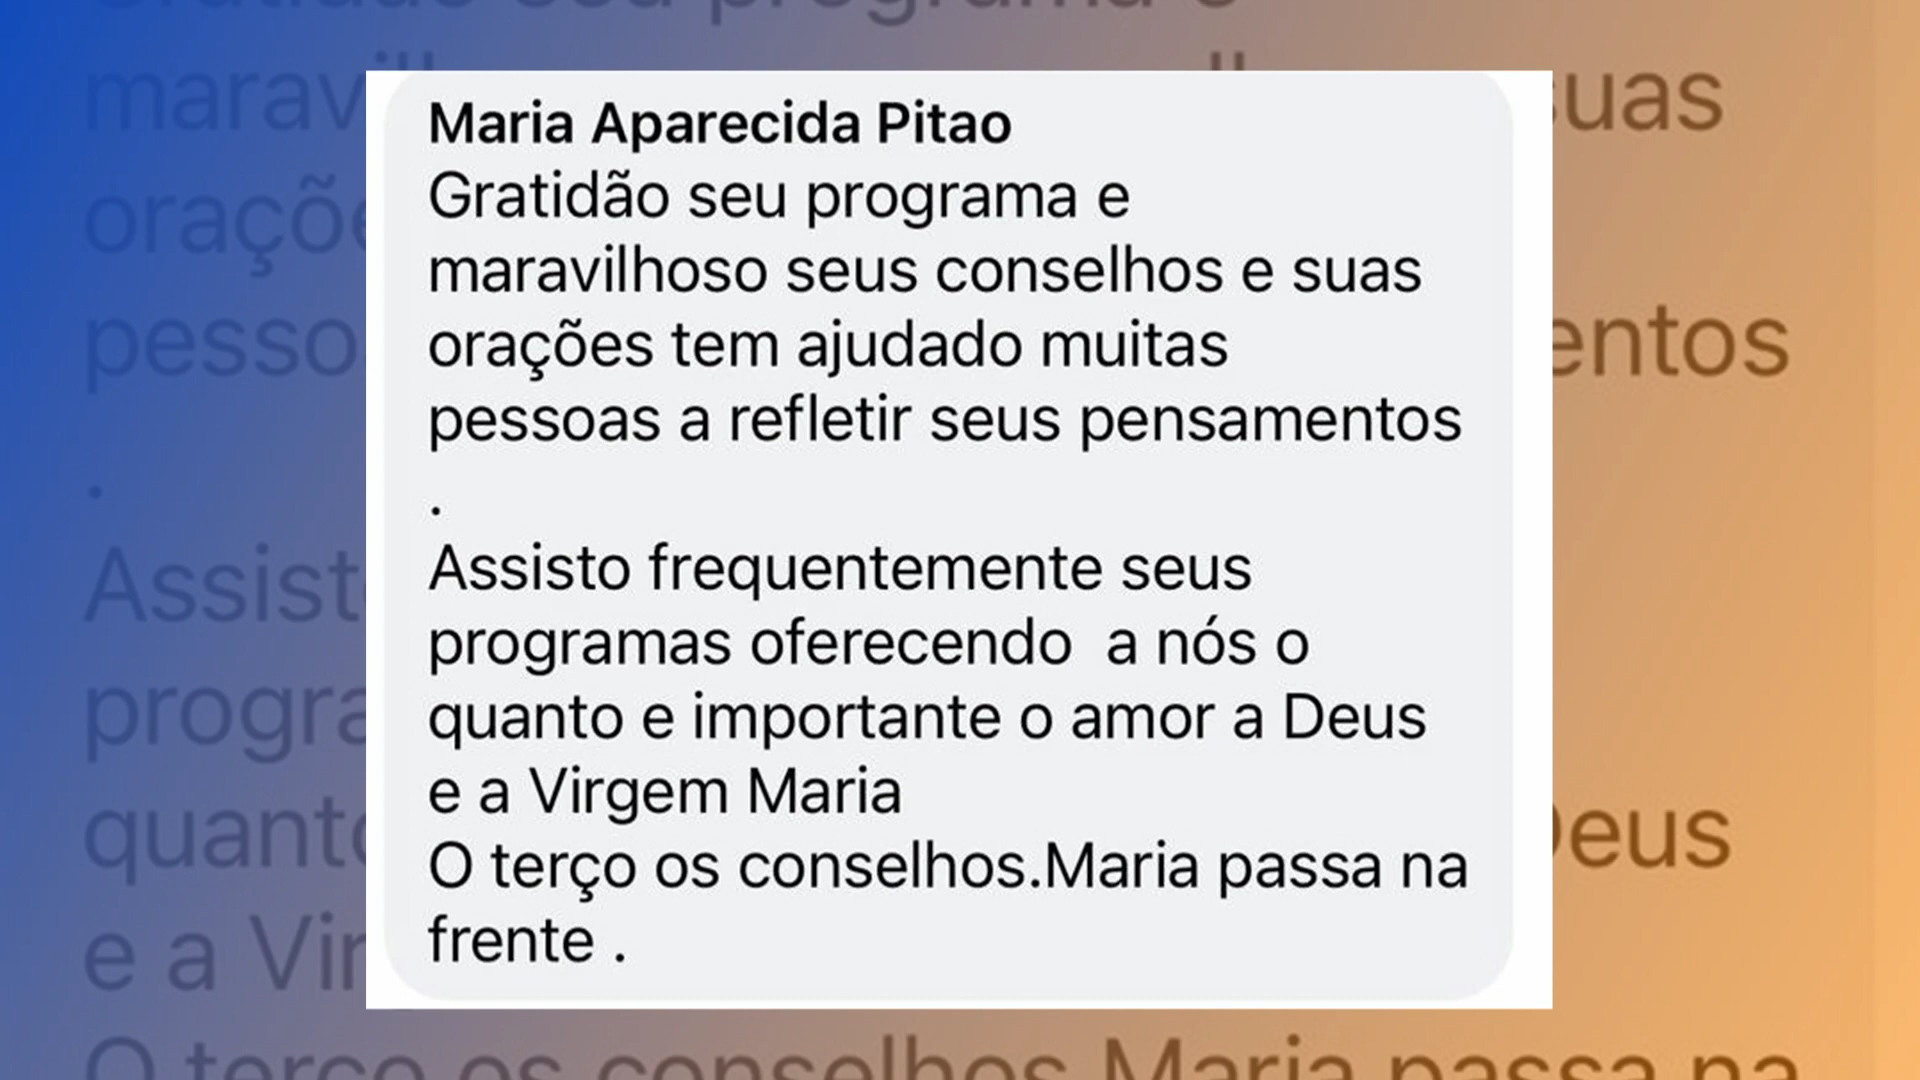 Maria Aparecida Pitao
Gratidão seu programa e
maravilhoso seus conselhos e suas
orações tem ajudado muitas
pessoas a refletir seus pensamentos
.
Assisto frequentemente seus
programas oferecendo  a nós o
quanto e importante o amor a Deus
e a Virgem Maria
O terço os conselhos.Maria passa na
frente .